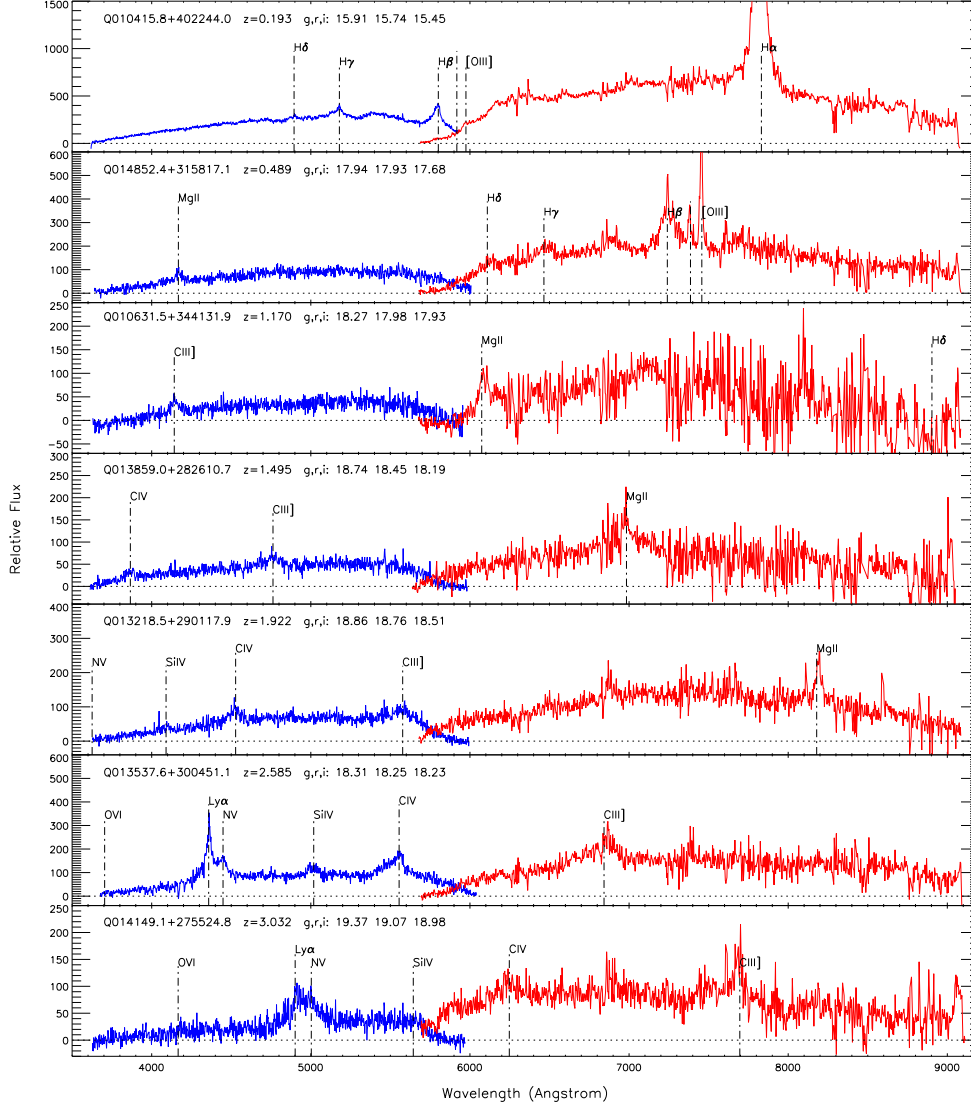 1500
Q010415.8+402244.0 z=0.193 g,r,i: 15.91 15.74 15.45
1000
500
0
Hδ
Hγ
Hβ
[OIII]
Hα
600
Q014852.4+315817.1 z=0.489 g,r,i: 17.94 17.93 17.68
500
400
300
200
100
0
MgII
Hδ
Hγ
Hβ
[OIII]
250
Q010631.5+344131.9 z=1.170 g,r,i: 18.27 17.98 17.93
200
150
100
50
0
-50
CIII]
MgII
Hδ
300
Q013859.0+282610.7 z=1.495 g,r,i: 18.74 18.45 18.19
250
200
150
100
50
0
CIV
CIII]
MgII
400
Q013218.5+290117.9 z=1.922 g,r,i: 18.86 18.76 18.51
300
200
100
0
NV
SiIV
CIV
CIII]
MgII
600
Q013537.6+300451.1 z=2.585 g,r,i: 18.31 18.25 18.23
500
400
300
200
100
0
OVI
Lyα
NV
SiIV
CIV
CIII]
250
Q014149.1+275524.8 z=3.032 g,r,i: 19.37 19.07 18.98
200
150
100
50
0
OVI
Lyα
NV
SiIV
CIV
CIII]
4000 5000 6000 7000 8000 9000
Wavelength (Angstrom)
Relative Flux